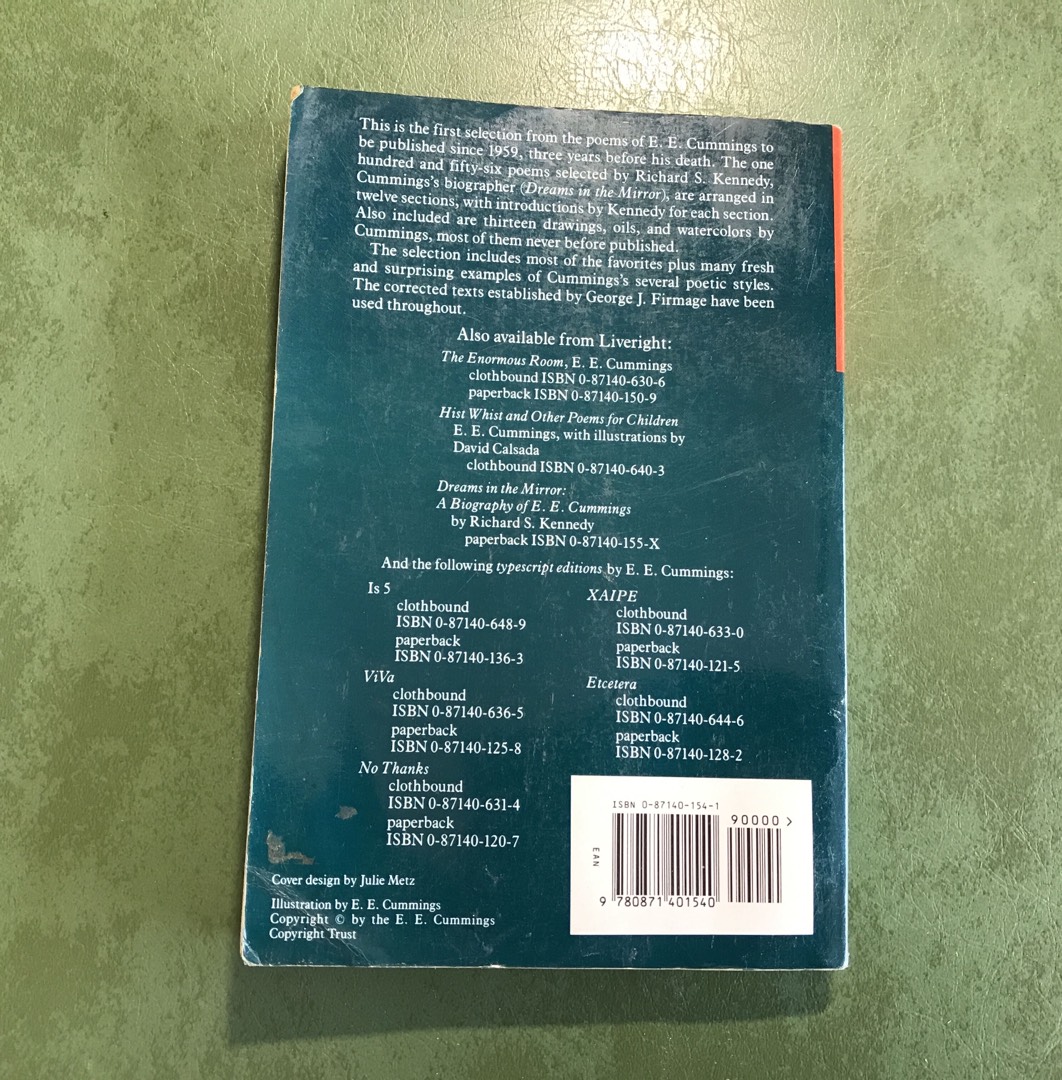 This is the first selection from the poems of E. E. Cummings to
be published since 1959, three years before his death. The one
hundred and fifty-six poems selected by Richard S. Kennedy,
Cummings's biographer (Dreams in the Mirror), are arranged in
twelve sections, with introductions by Kennedy for each section.
Also included are thirteen drawings, oils, and watercolors by
Cummings, most of them never before published.
The selection includes most of the favorites plus many fresh
and surprising examples of Cummings's several poetic styles.
The corrected texts established by George J. Firmage have been
used throughout.
Also available from Liveright:
The Enormous Room, E. E. Cummings
clothbound ISBN 0-87140-630-6
paperback ISBN 0-87140-150-9
Hist Whist and Other Poems for Children
E. E. Cummings, with illustrations by
David Calsada
clothbound ISBN 0-87140-640-3
Dreams in the Mirror:
A Biography of E. E. Cummings
by Richard S. Kennedy
paperback ISBN 0-87140-155-X
And the following typescript editions by E. E. Cummings:
Is 5
clothbound
ISBN 0-87140-648-9
paperback
ISBN 0-87140-136-3
ViVa
clothbound
ISBN 0-87140-636-5
paperback
ISBN 0-87140-125-8
No Thanks
clothbound
ISBN 0-87140-631-4
paperback
ISBN 0-87140-120-7
XAIPE
clothbound
ISBN 0-87140-633-0
paperback
ISBN 0-87140-121-5
Etcetera
clothbound
ISBN 0-87140-644-6
paperback
ISBN 0-87140-128-2
Cover design by Julie Metz
Illustration by E. E. Cummings
Copyright © by the E. E. Cummings
Copyright Trust
ISBN 0-87140-154-1
90000 >
EAN
9 780871 401540